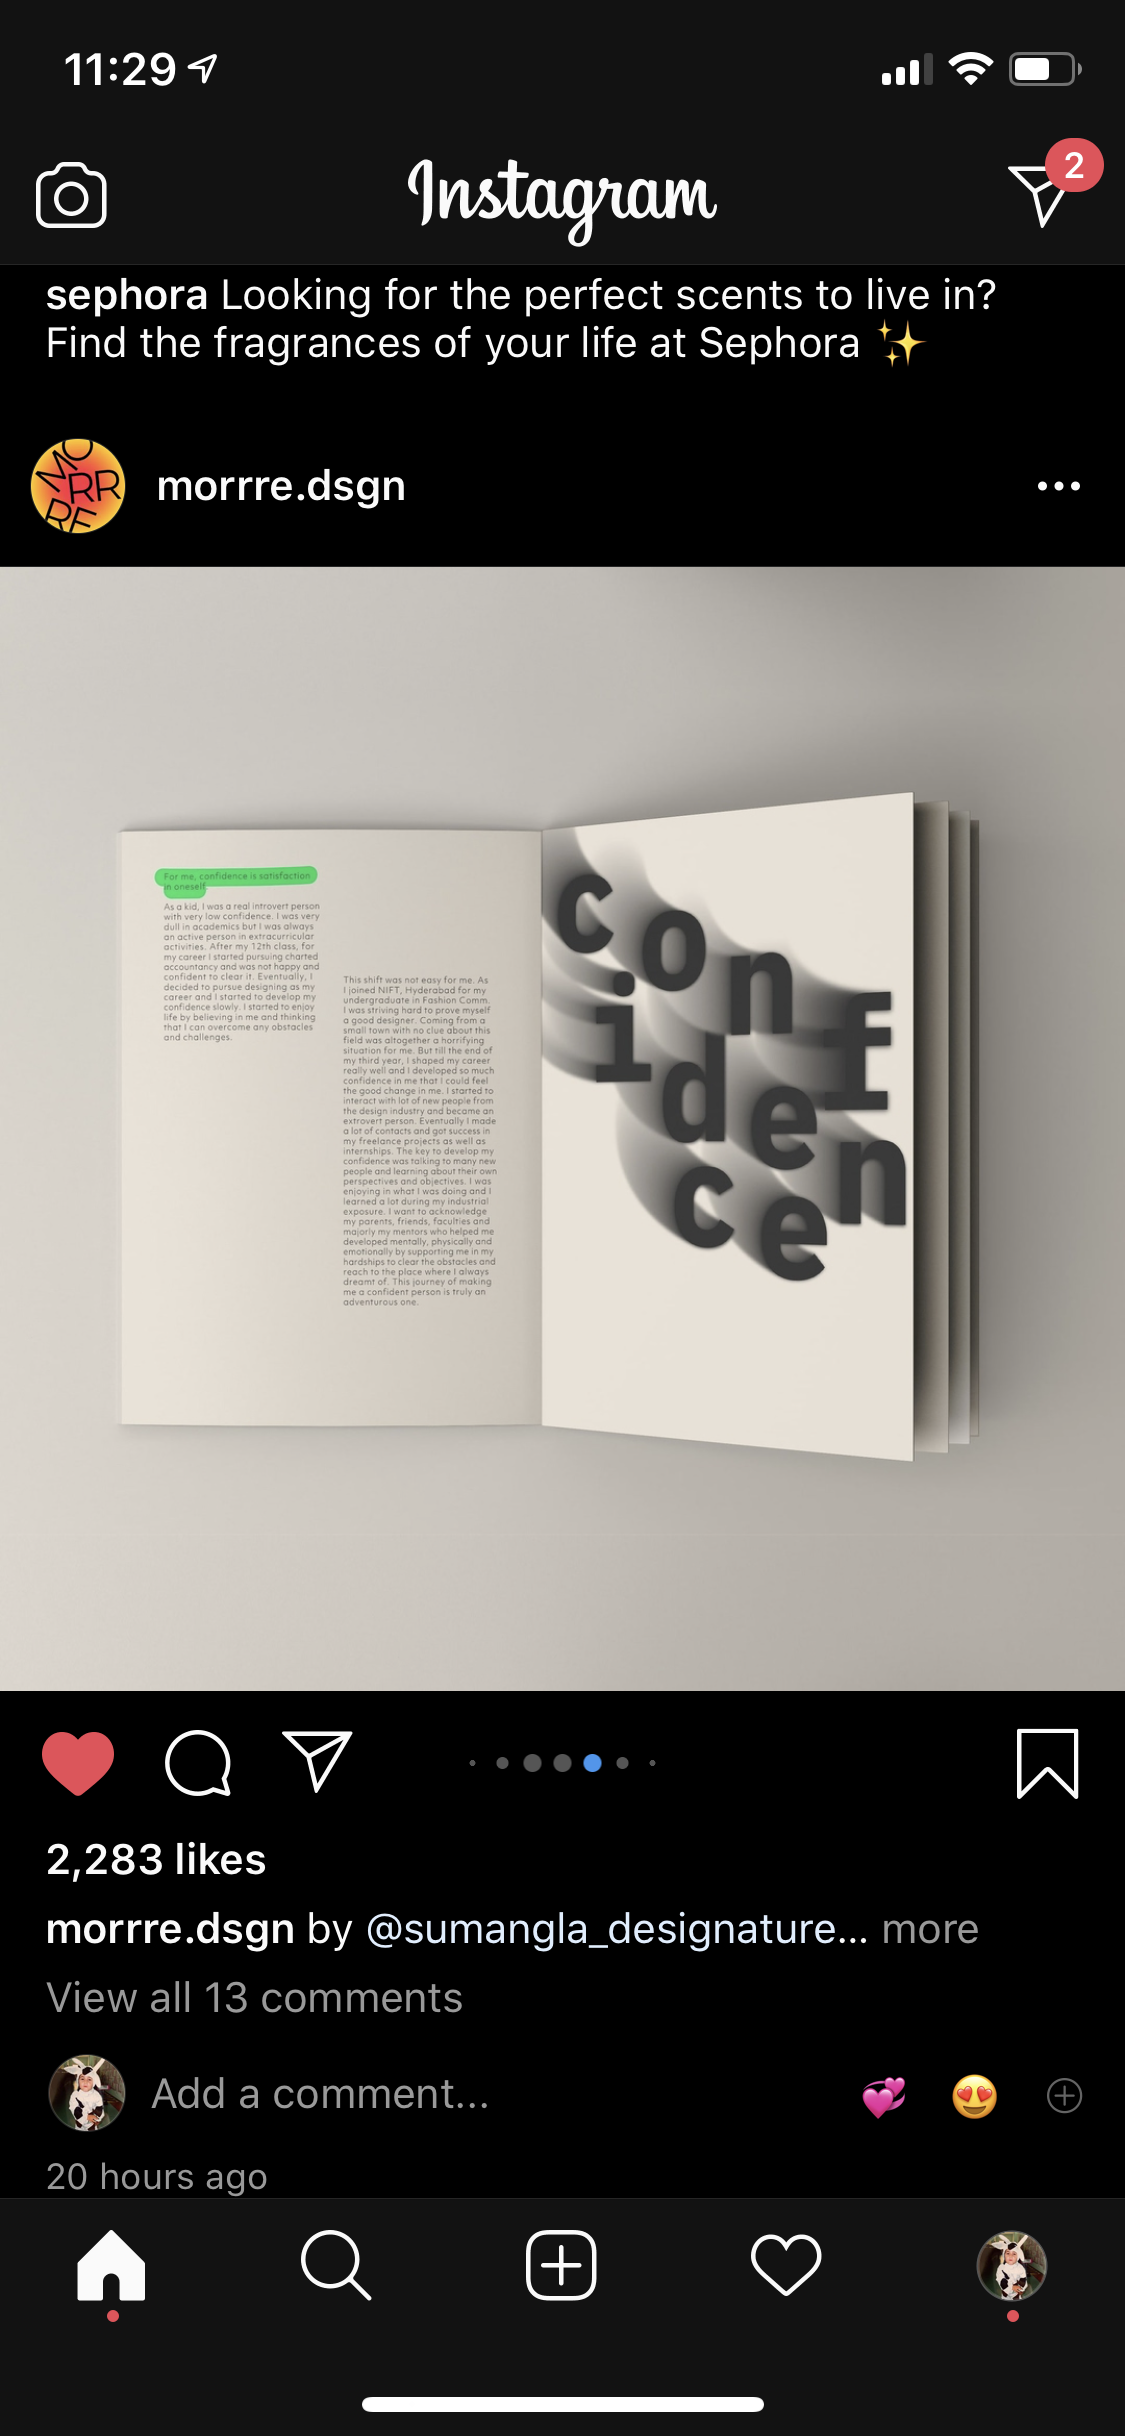 11:29
Instagram
2
sephora Looking for the perfect scents to live in?
Find the fragrances of your life at Sephora ✨
MO
RR
RE
morrre.dsgn
For me, confidence is satisfaction
in oneself.
As a kid, I was a real introvert person
with very low confidence. I was very
dull in academics but I was always
an active person in extracurricular
activities. After my 12th class, for
my career I started pursuing charted
accountancy and was not happy and
confident to clear it. Eventually, I
decided to pursue designing as my
career and I started to develop my
confidence slowly. I started to enjoy
life by believing in me and thinking
that I can overcome any obstacles
and challenges.
This shift was not easy for me. As
I joined NIFT, Hyderabad for my
undergraduate in Fashion Comm.
I was striving hard to prove myself
a good designer. Coming from a
small town with no clue about this
field was altogether a horrifying
situation for me. But till the end of
my third year, I shaped my career
really well and I developed so much
confidence in me that I could feel
the good change in me. I started to
interact with lot of new people from
the design industry and became an
extrovert person. Eventually I made
a lot of contacts and got success in
my freelance projects as well as
internships. The key to develop my
confidence was talking to many new
people and learning about their own
perspectives and objectives. I was
enjoying in what I was doing and I
learned a lot during my industrial
exposure. I want to acknowledge
my parents, friends, faculties and
majorly my mentors who helped me
developed mentally, physically and
emotionally by supporting me in my
hardships to clear the obstacles and
reach to the place where I always
dreamt of. This journey of making
me a confident person is truly an
adventurous one.
conf
iden
ce
2,283 likes
morrre.dsgn by @sumangla_designature... more
View all 13 comments
Add a comment...
20 hours ago